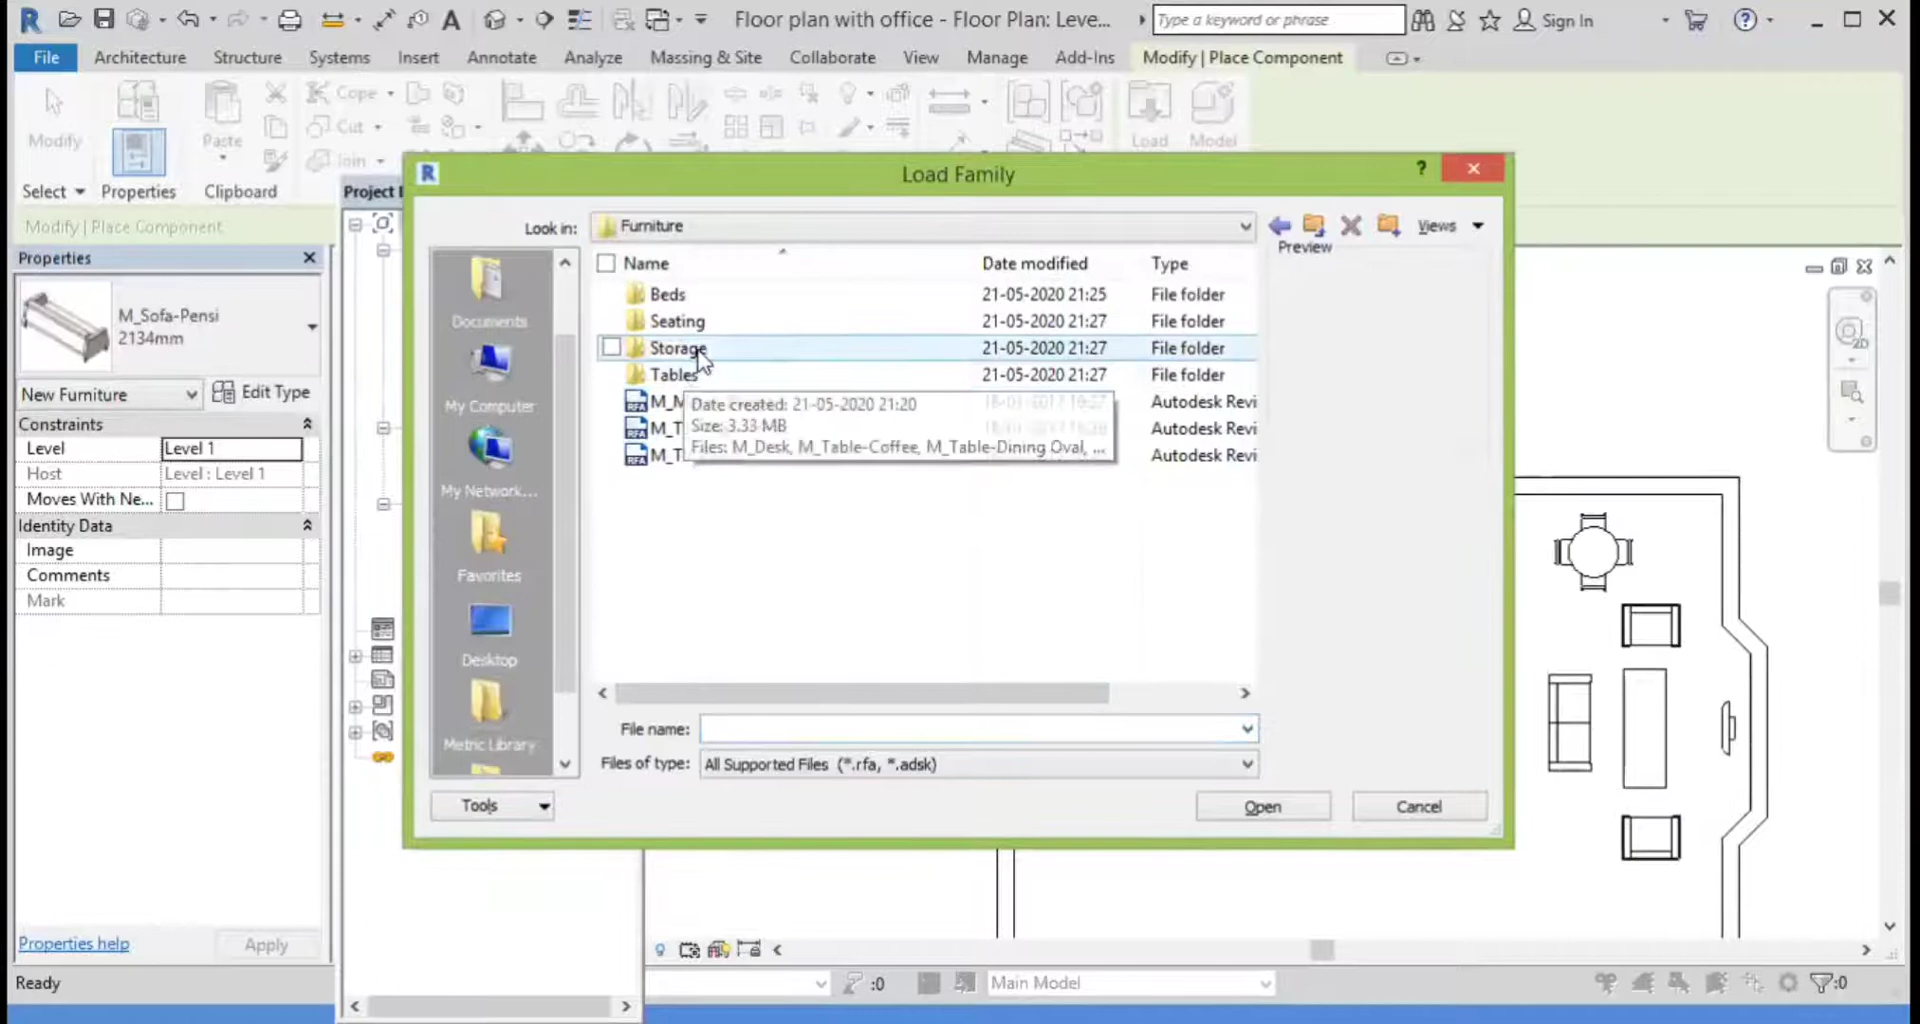 Floor plan with office - Floor Plan: Leve...
Type a keyword or phrase
Sign In
File
Architecture
Structure
Systems
Insert
Annotate
Analyze
Massing & Site
Collaborate
View
Manage
Add-Ins
Modify | Place Component
Modify
Paste
Cope
Cut
Join
Load
Model
Select
Properties
Clipboard
Modify | Place Component
Project
Properties
M_Sofa-Pensi
2134mm
New Furniture
Edit Type
Constraints
Level
Level 1
Host
Level : Level 1
Moves With Ne...
Identity Data
Image
Comments
Mark
Properties help
Apply
Load Family
Look in:
Furniture
Views
Preview
Name
Date modified
Type
Beds
21-05-2020 21:25
File folder
Seating
21-05-2020 21:27
File folder
Storage
21-05-2020 21:27
File folder
Tables
21-05-2020 21:27
File folder
Autodesk Revi
Autodesk Revi
Autodesk Revi
Date created: 21-05-2020 21:20
Size: 3.33 MB
Files: M_Desk, M_Table-Coffee, M_Table-Dining Oval, ...
Documents
My Computer
My Network...
Favorites
Desktop
Metric Library
File name:
Files of type:
All Supported Files (*.rfa, *.adsk)
Tools
Open
Cancel
2D
Ready
:0
Main Model
:0